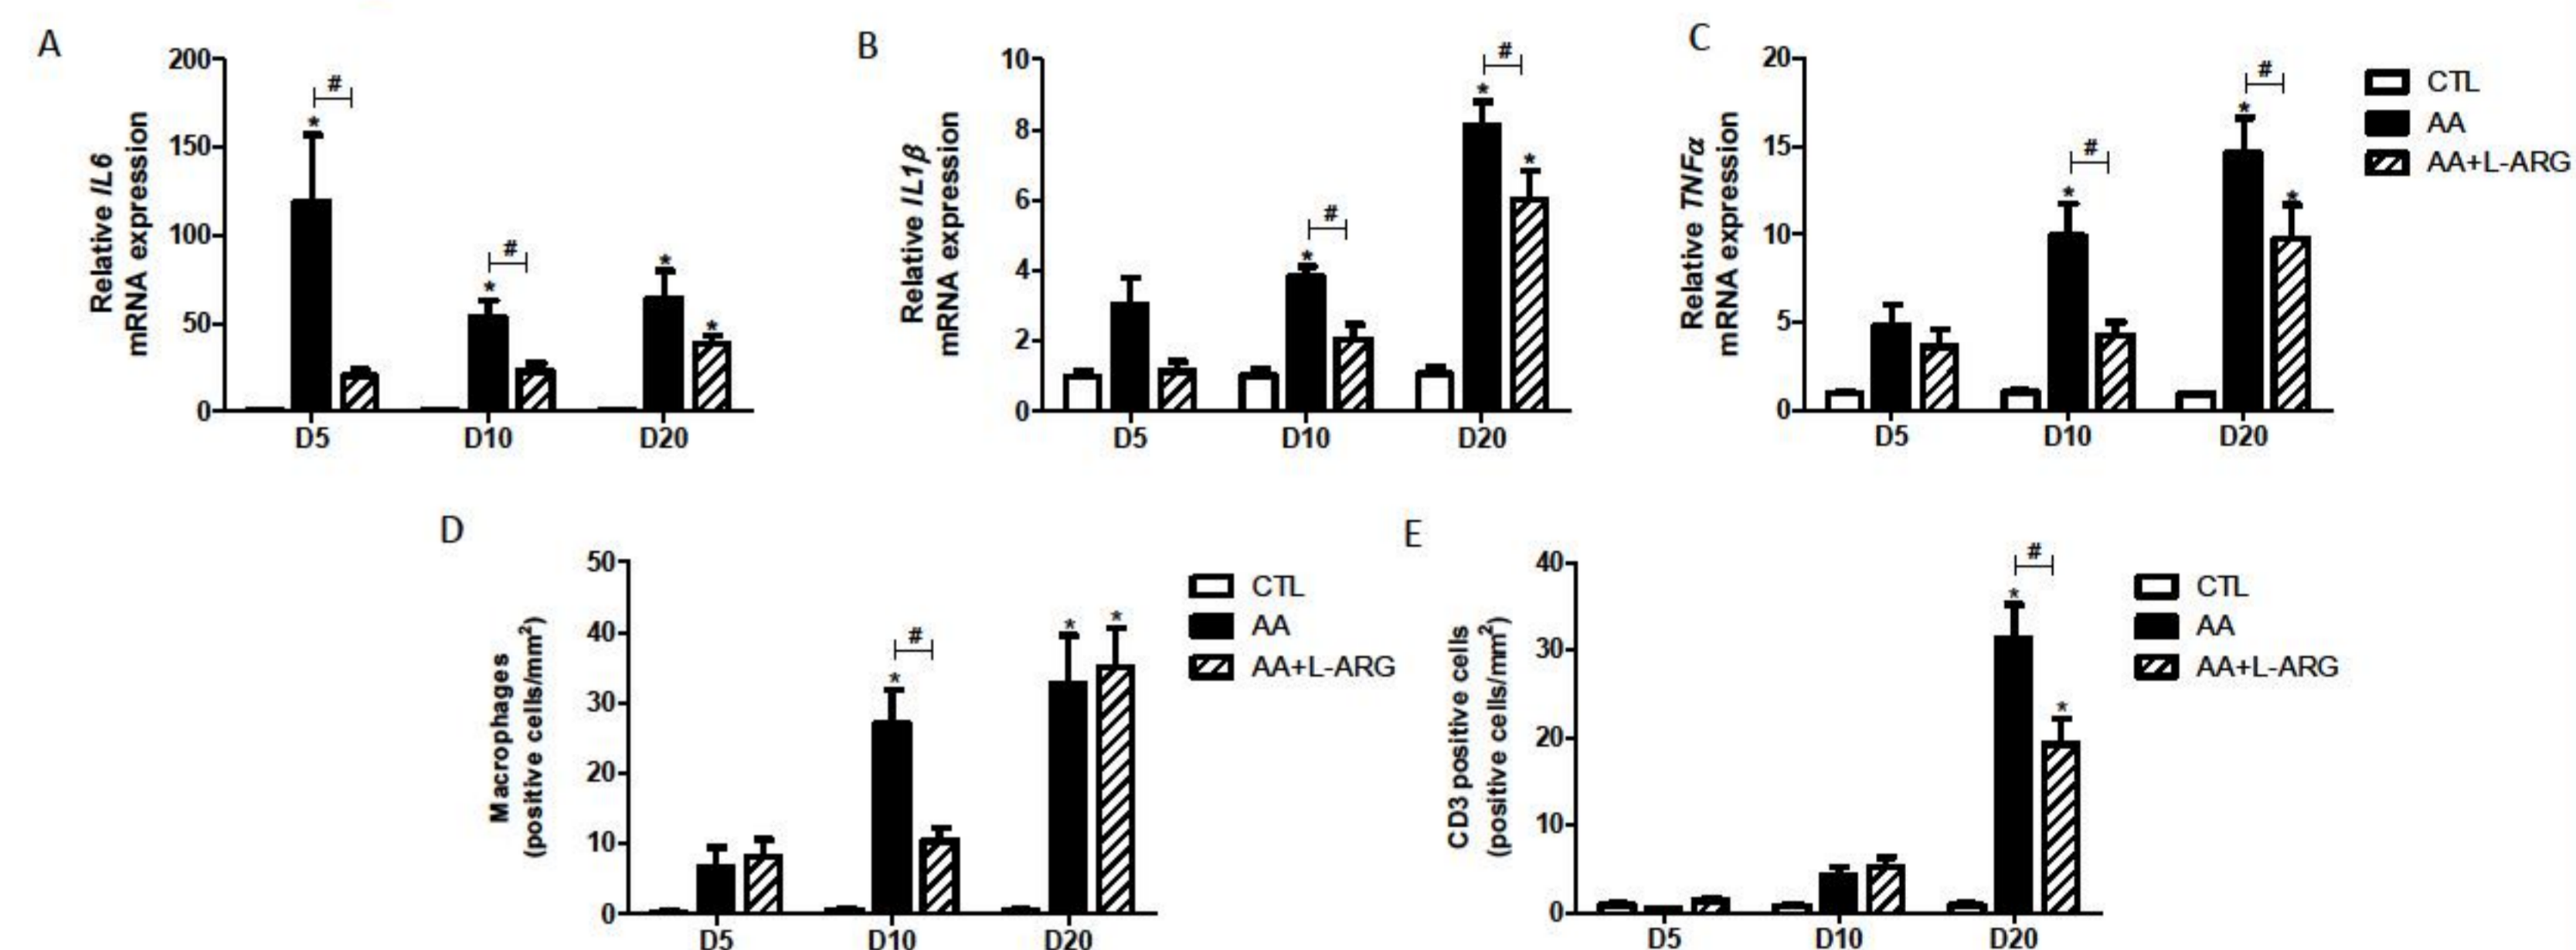 A
Relative IL6
mRNA expression
200
150
100
50
0
#
*
#
*
*
*
D5
D10
D20
B
Relative IL1β
mRNA expression
10
8
6
4
2
0
#
*
*
#
*
D5
D10
D20
C
Relative TNFα
mRNA expression
20
15
10
5
0
#
*
*
#
*
D5
D10
D20
CTL
AA
AA+L-ARG
D
Macrophages
(positive cells/mm²)
50
40
30
20
10
0
#
*
*
*
D5
D10
D20
CTL
AA
AA+L-ARG
E
CD3 positive cells
(positive cells/mm²)
40
30
20
10
0
#
*
*
D5
D10
D20
CTL
AA
AA+L-ARG